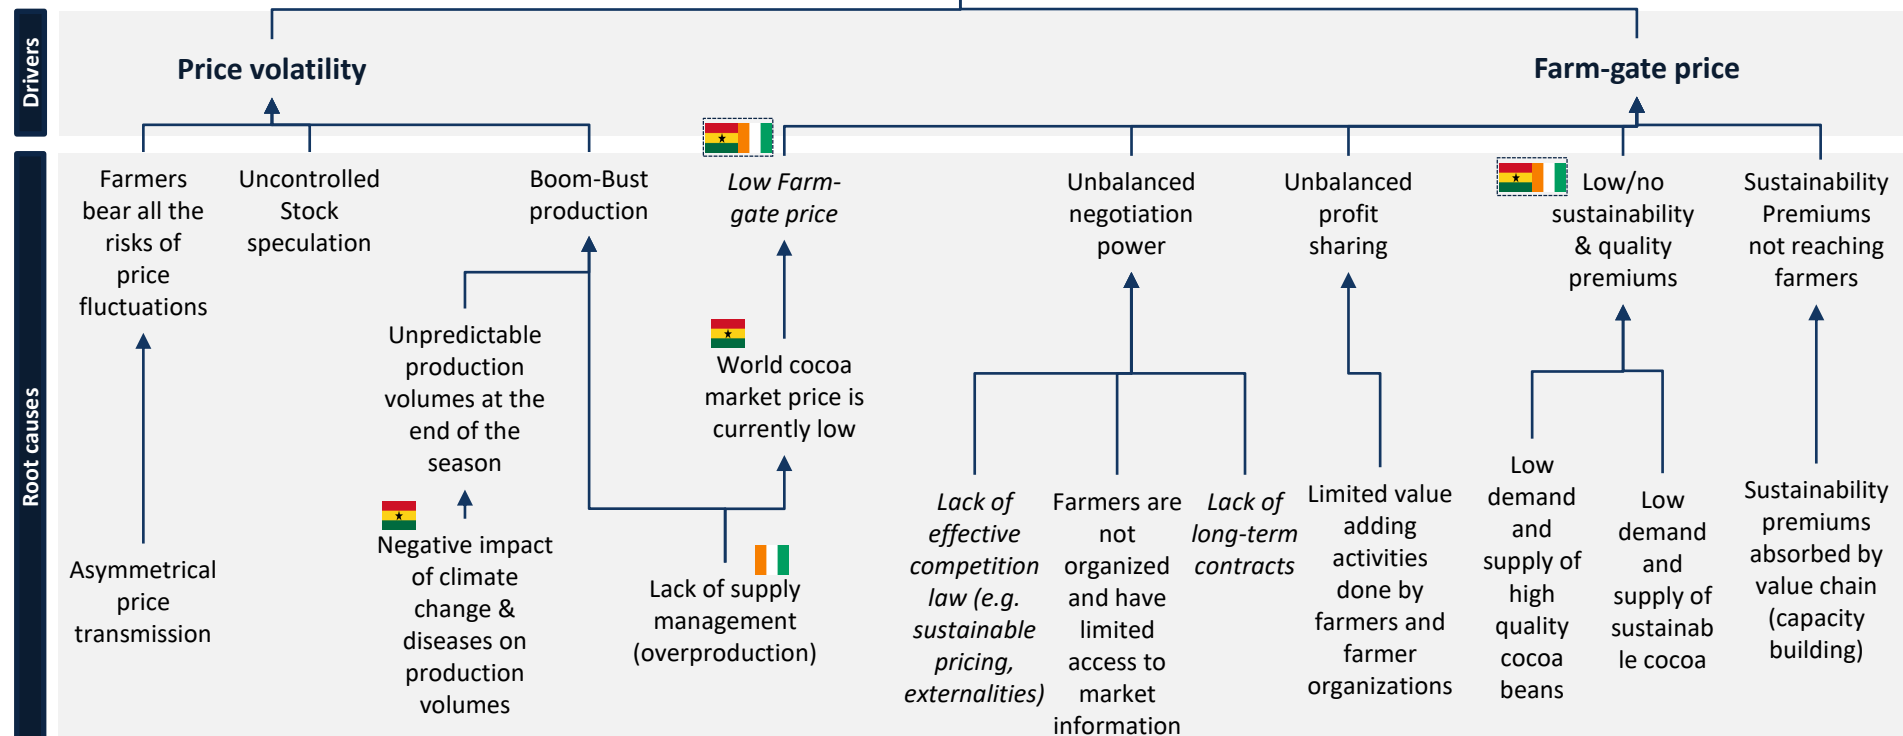 Drivers
Price volatility
Farm-gate price
Root causes
Farmers
bear all the
risks of
price
fluctuations
Uncontrolled
Stock
speculation
Boom-Bust
production
Low Farm-
gate price
Unbalanced
negotiation
power
Unbalanced
profit
sharing
Low/no
sustainability
& quality
premiums
Sustainability
Premiums
not reaching
farmers
Unpredictable
production
volumes at the
end of the
season
World cocoa
market price is
currently low
Asymmetrical
price
transmission
Negative impact
of climate
change &
diseases on
production
volumes
Lack of supply
management
(overproduction)
Lack of
effective
competition
law (e.g.
sustainable
pricing,
externalities)
Farmers are
not
organized
and have
limited
access to
market
information
Lack of
long-term
contracts
Limited value
adding
activities
done by
farmers and
farmer
organizations
Low
demand
and
supply of
high
quality
cocoa
beans
Low
demand
and
supply of
sustainab
le cocoa
Sustainability
premiums
absorbed by
value chain
(capacity
building)